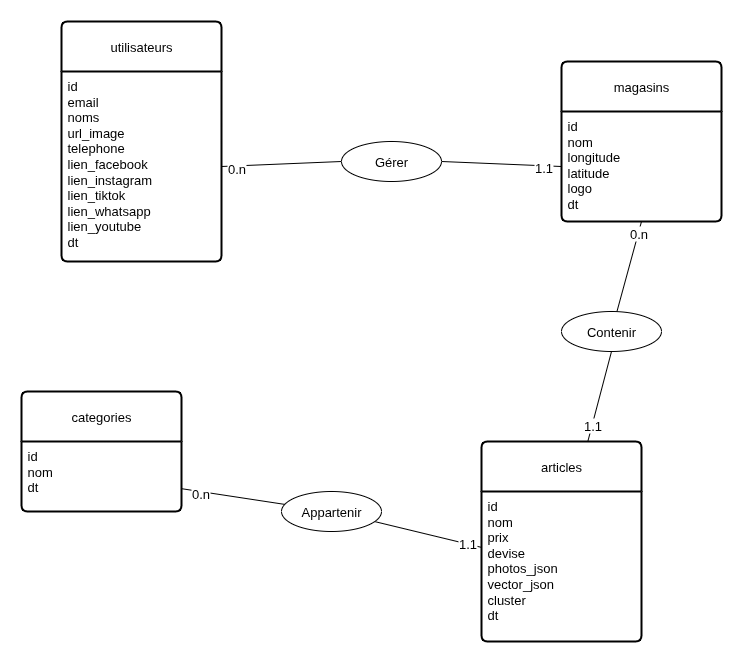 utilisateurs
id
email
noms
url_image
telephone
lien_facebook
lien_instagram
lien_tiktok
lien_whatsapp
lien_youtube
dt
0.n
Gérer
1.1
magasins
id
nom
longitude
latitude
logo
dt
0.n
Contenir
1.1
categories
id
nom
dt
0.n
Appartenir
1.1
articles
id
nom
prix
devise
photos_json
vector_json
cluster
dt